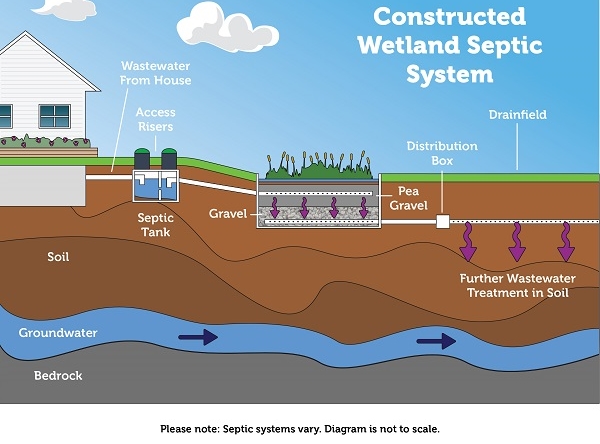 Constructed
Wetland Septic
System
Wastewater
From House
Access
Risers
Drainfield
Distribution
Box
Pea
Gravel
Gravel
Septic
Tank
Soil
Further Wastewater
Treatment in Soil
Groundwater
Bedrock
Please note: Septic systems vary. Diagram is not to scale.